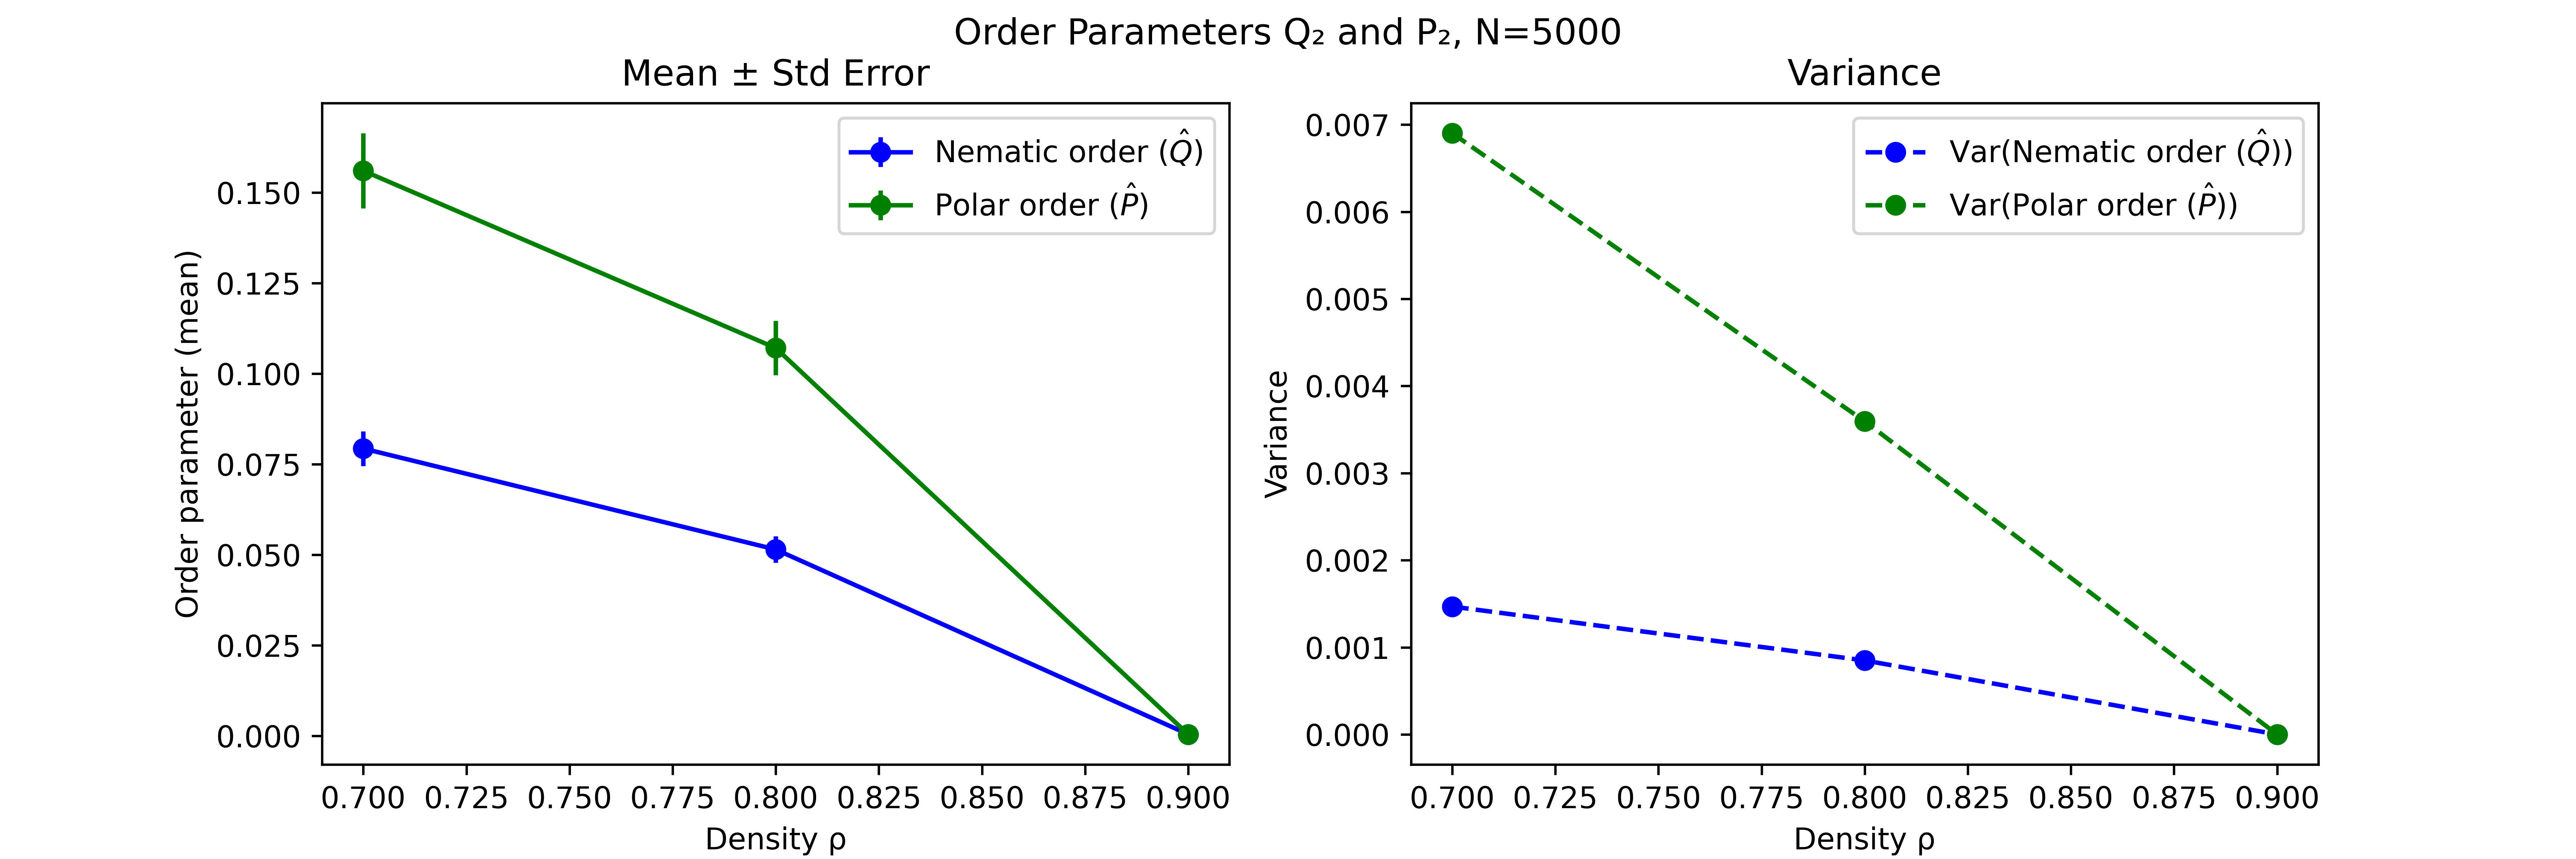 Order Parameters Q₂ and P₂, N=5000
Mean ± Std Error
Order parameter (mean)
0.150
0.125
0.100
0.075
0.050
0.025
0.000
Nematic order (Q̂)
Polar order (P̂)
0.700 0.725 0.750 0.775 0.800 0.825 0.850 0.875 0.900
Density ρ
Variance
Variance
0.007
0.006
0.005
0.004
0.003
0.002
0.001
0.000
Var(Nematic order (Q̂))
Var(Polar order (P̂))
0.700 0.725 0.750 0.775 0.800 0.825 0.850 0.875 0.900
Density ρ